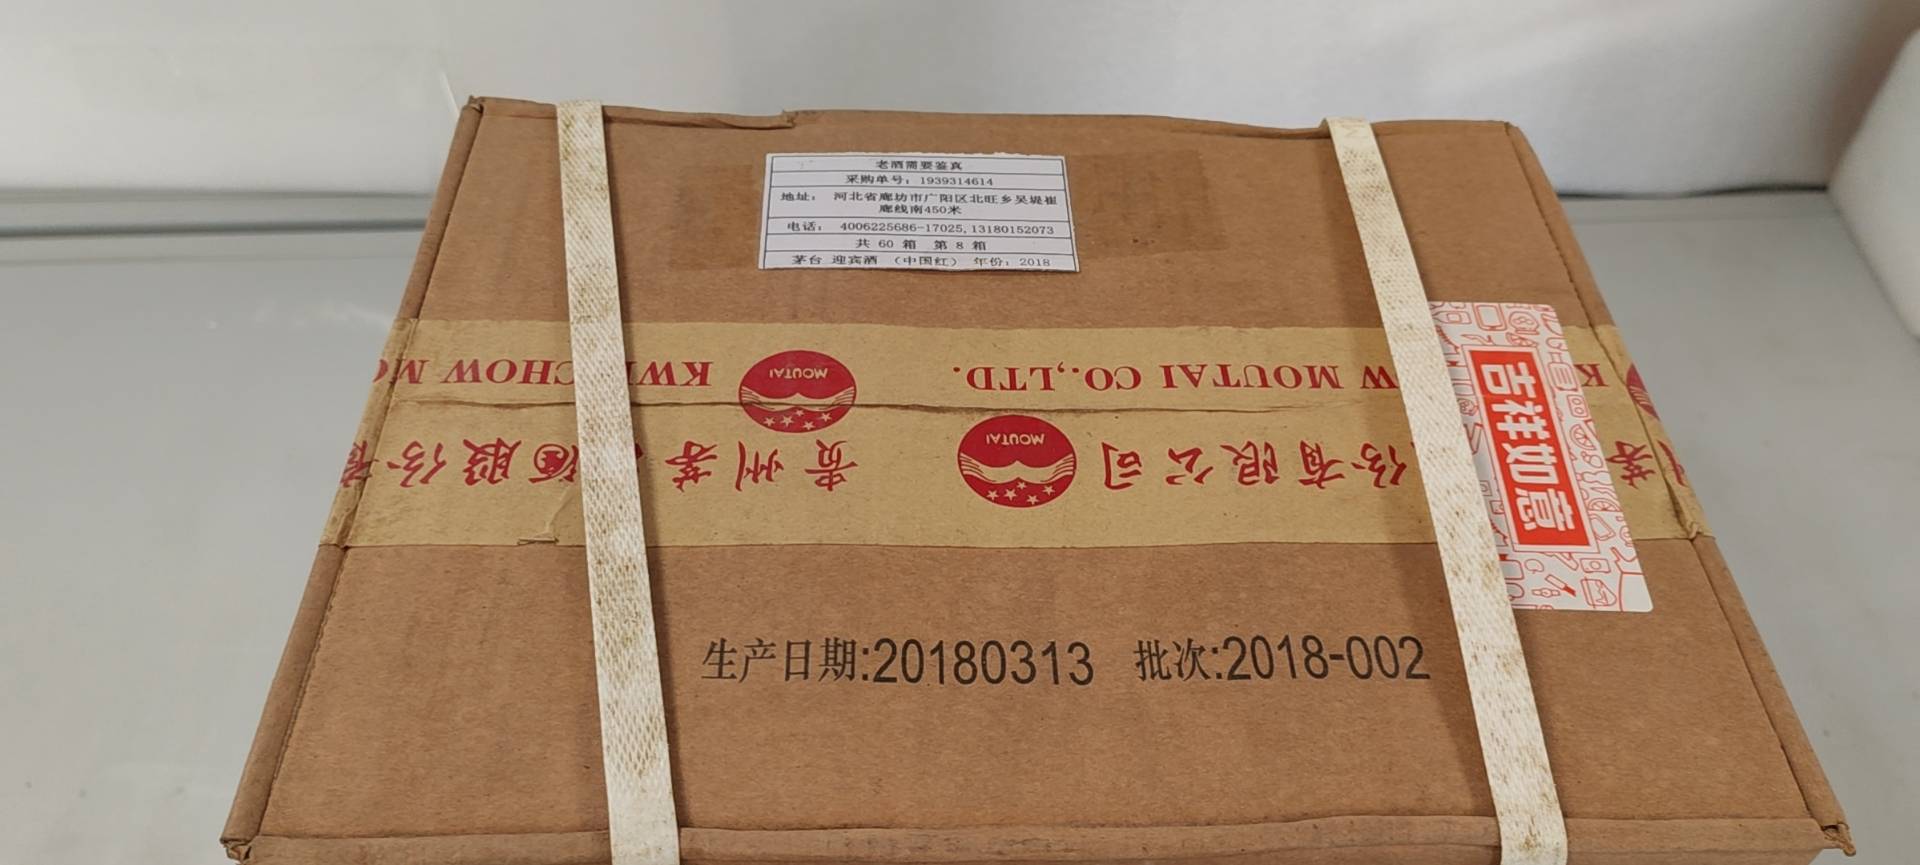 老酒需要鉴真
采购单号：1939314614
地址： 河北省廊坊市广阳区北旺乡吴堤崔
廊线南450米
电话： 4006225686-17025,13180152073
共 60 箱 第 8 箱
茅台 迎宾酒 （中国红） 年份：2018
KWEICHOW MOUTAI CO.,LTD.
MOUTAI
贵州茅台酒股份有限公司
MOUTAI
吉祥如意
生产日期:20180313 批次:2018-002